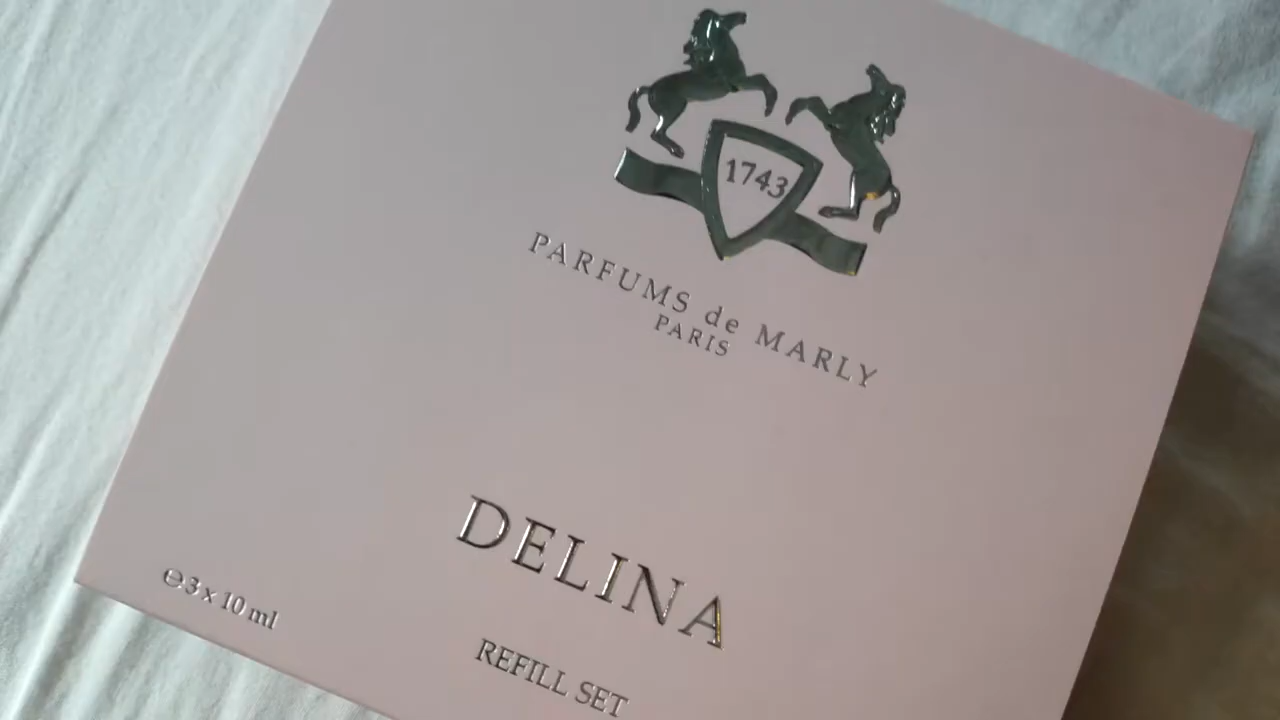 1743
PARFUMS de MARLY
PARIS
DELINA
℮3 x 10 ml
REFILL SET